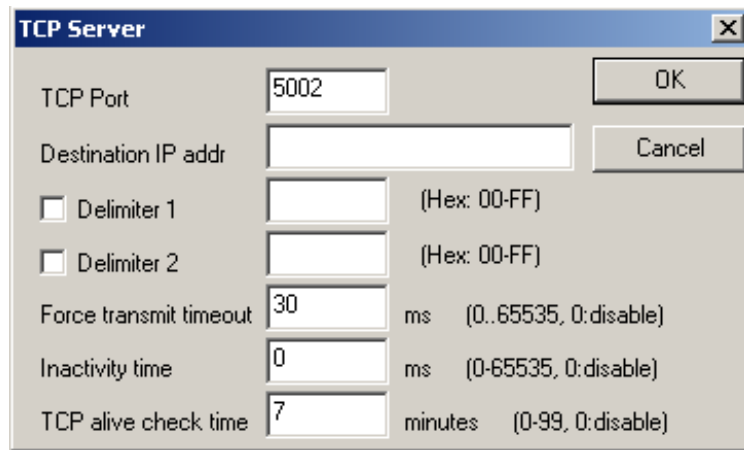 TCP Server
TCP Port 5002 OK
Destination IP addr Cancel
Delimiter 1 (Hex: 00-FF)
Delimiter 2 (Hex: 00-FF)
Force transmit timeout 30 ms (0..65535, 0:disable)
Inactivity time 0 ms (0-65535, 0:disable)
TCP alive check time 7 minutes (0-99, 0:disable)